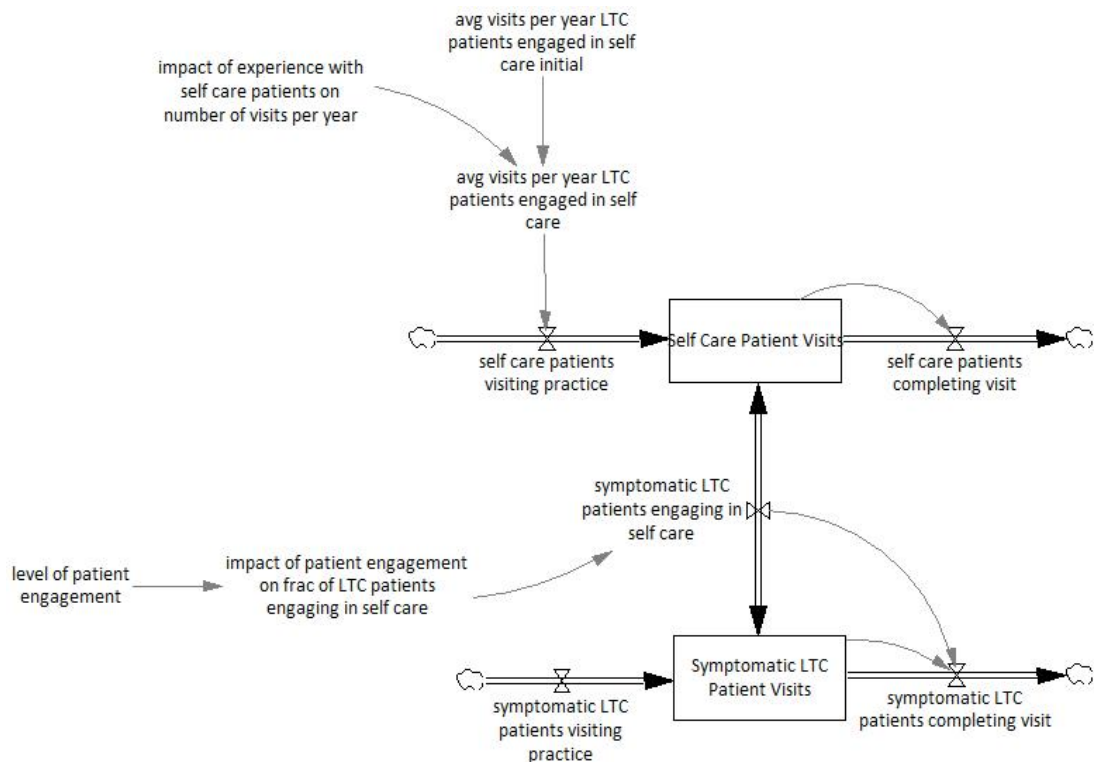 avg visits per year LTC
patients engaged in self
care initial
impact of experience with
self care patients on
number of visits per year
avg visits per year LTC
patients engaged in self
care
Self Care Patient Visits
self care patients
visiting practice
self care patients
completing visit
symptomatic LTC
patients engaging in
self care
level of patient
engagement
impact of patient engagement
on frac of LTC patients
engaging in self care
Symptomatic LTC
Patient Visits
symptomatic LTC
patients visiting
practice
symptomatic LTC
patients completing visit